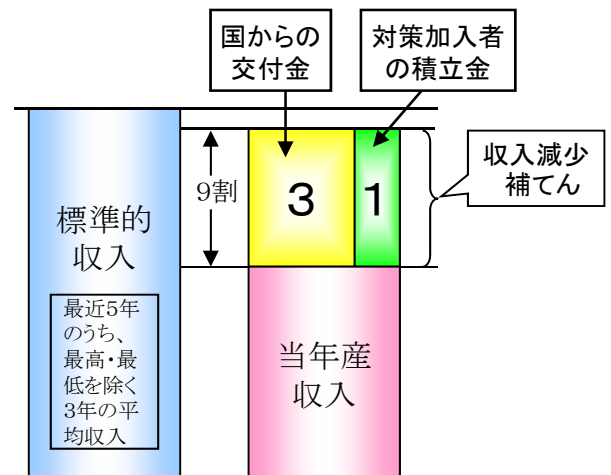 国からの
交付金
対策加入者
の積立金
収入減少
補てん
9割
3
1
標準的
収入
最近5年
のうち、
最高・最
低を除く
3年の平
均収入
当年産
収入